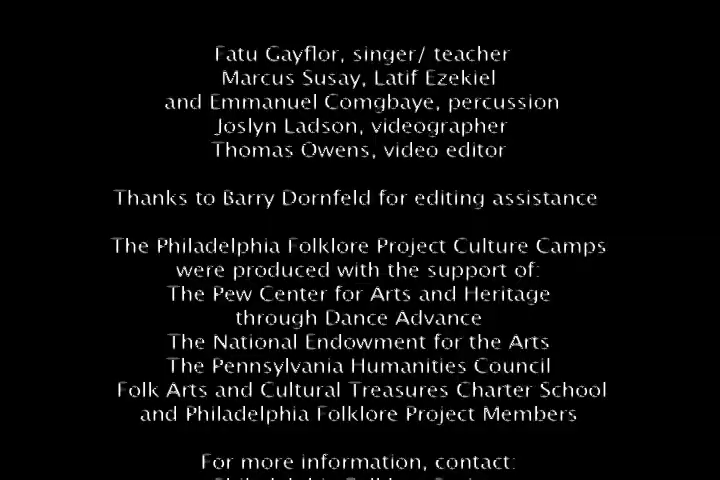 Fatu Gayflor, singer/ teacher
Marcus Susay, Latif Ezekiel
and Emmanuel Comgbaye, percussion
Joslyn Ladson, videographer
Thomas Owens, video editor
Thanks to Barry Dornfeld for editing assistance
The Philadelphia Folklore Project Culture Camps
were produced with the support of:
The Pew Center for Arts and Heritage
through Dance Advance
The National Endowment for the Arts
The Pennsylvania Humanities Council
Folk Arts and Cultural Treasures Charter School
and Philadelphia Folklore Project Members
For more information, contact: